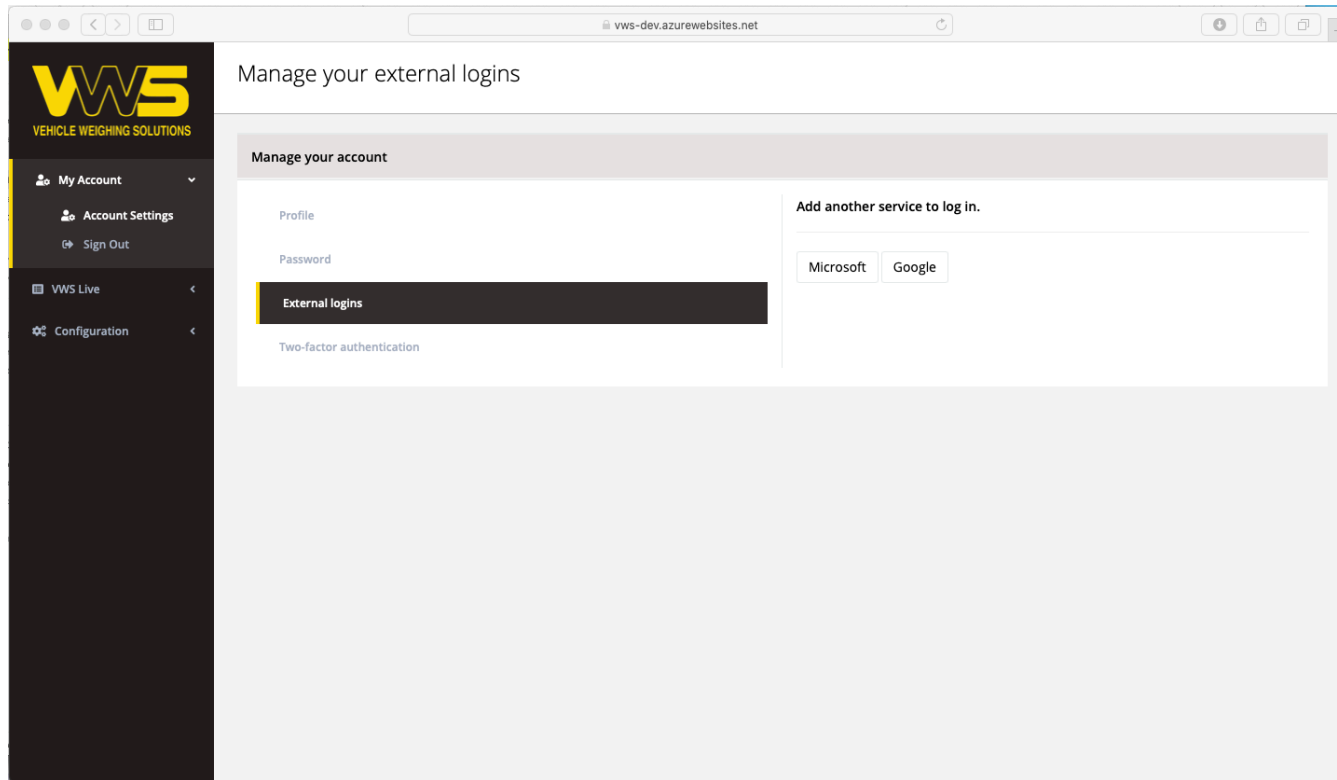 vws-dev.azurewebsites.net
VWS
VEHICLE WEIGHING SOLUTIONS
My Account
Account Settings
Sign Out
VWS Live
Configuration
Manage your external logins
Manage your account
Profile
Password
External logins
Two-factor authentication
Add another service to log in.
Microsoft Google